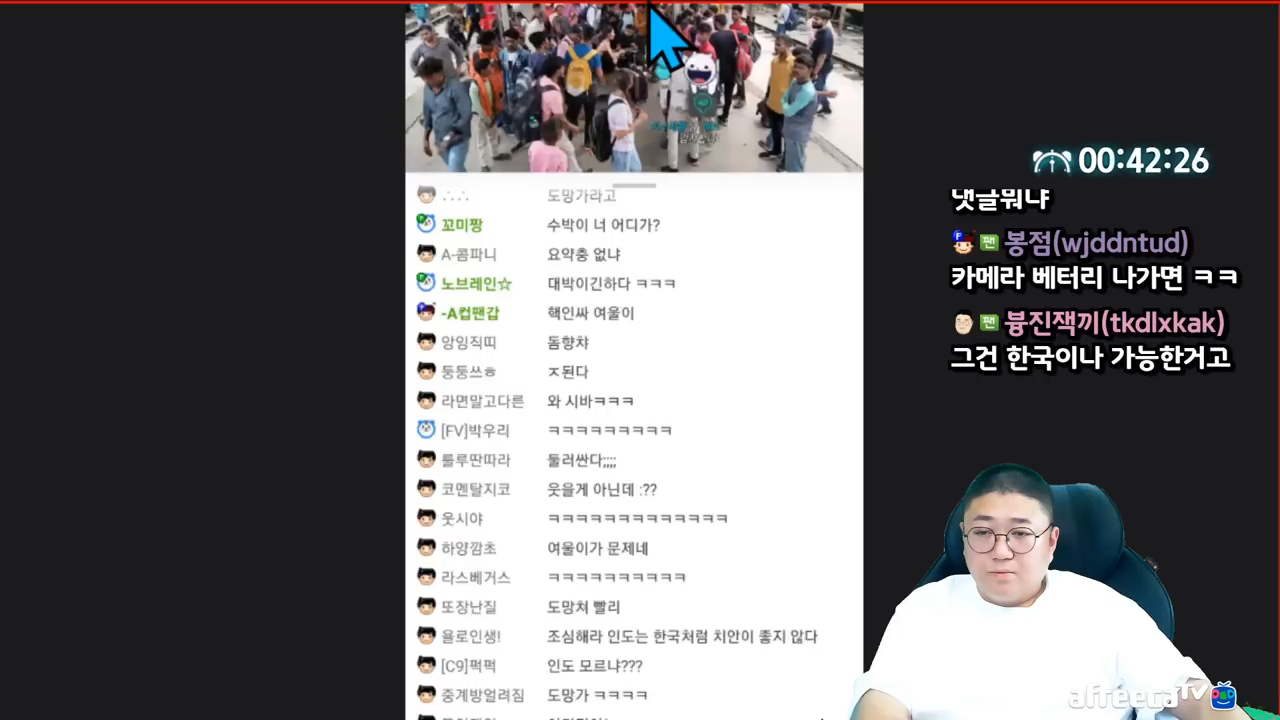 ∴∴ 도망가라고
꼬미짱 수박이 너 어디가?
A-콤파니 요약충 없냐
노브레인☆ 대박이긴하다 ㅋㅋㅋ
-A컵팬갑 핵인싸 여울이
앙잉직띠 돔향챠
둥둥쓰ㅎ ㅈ된다
라면말고다른 와 시바ㅋㅋㅋ
[FV]박우리 ㅋㅋㅋㅋㅋㅋㅋㅋㅋ
룰루딴따라 둘러싼다;;;;
코멘탈지코 웃을게 아닌데 :??
웃시야 ㅋㅋㅋㅋㅋㅋㅋㅋㅋㅋㅋㅋㅋ
하양깜초 여울이가 문제네
라스베거스 ㅋㅋㅋㅋㅋㅋㅋㅋㅋㅋ
또장난질 도망쳐 빨리
욜로인생! 조심해라 인도는 한국처럼 치안이 좋지 않다
[C9]퍽퍽 인도 모르냐???
중계방얼려짐 도망가 ㅋㅋㅋㅋ
00:42:26
냇글뭐냐
봉점(wjddntud)
카메라 베터리 나가면 ㅋㅋ
븅진잭끼(tkdlxkak)
그건 한국이나 가능한거고
afreecaTV